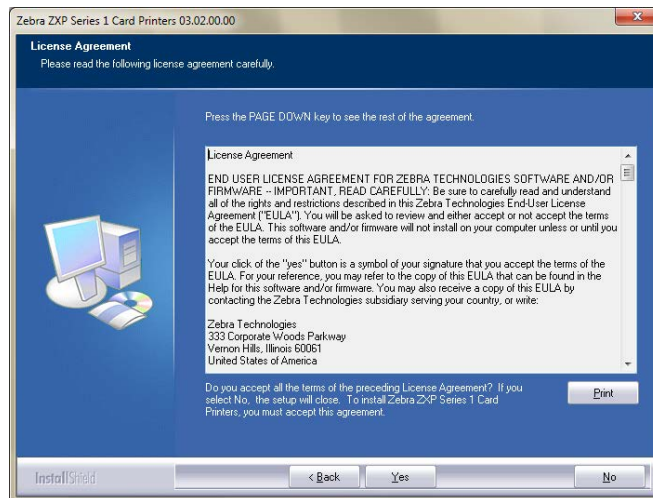 Zebra ZXP Series 1 Card Printers 03.02.00.00
License Agreement
Please read the following license agreement carefully.
Press the PAGE DOWN key to see the rest of the agreement.
License Agreement
END USER LICENSE AGREEMENT FOR ZEBRA TECHNOLOGIES SOFTWARE AND/OR
FIRMWARE -- IMPORTANT, READ CAREFULLY: Be sure to carefully read and understand
all of the rights and restrictions described in this Zebra Technologies End-User License
Agreement ("EULA"). You will be asked to review and either accept or not accept the terms
of the EULA. This software and/or firmware will not install on your computer unless or until you
accept the terms of this EULA.
Your click of the "yes" button is a symbol of your signature that you accept the terms of the
EULA. For your reference, you may refer to the copy of this EULA that can be found in the
Help for this software and/or firmware. You may also receive a copy of this EULA by
contacting the Zebra Technologies subsidiary serving your country, or write:
Zebra Technologies
333 Corporate Woods Parkway
Vernon Hills, Illinois 60061
United States of America
Do you accept all the terms of the preceding License Agreement? If you
select No, the setup will close. To install Zebra ZXP Series 1 Card
Printers, you must accept this agreement.
Print
InstallShield
< Back
Yes
No